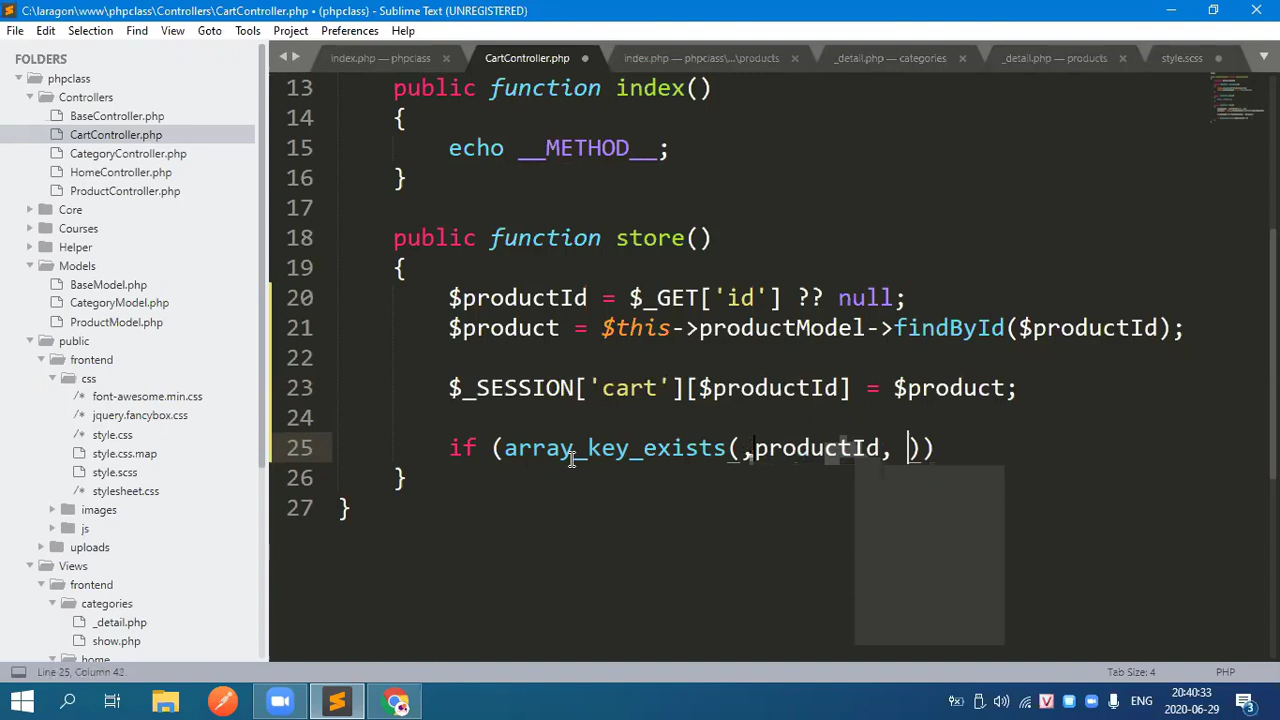 C:\laragon\www\phpclass\Controllers\CartController.php • (phpclass) - Sublime Text (UNREGISTERED)
File Edit Selection Find View Goto Tools Project Preferences Help
FOLDERS
phpclass
Controllers
BaseController.php
CartController.php
CategoryController.php
HomeController.php
ProductController.php
Core
Courses
Helper
Models
BaseModel.php
CategoryModel.php
ProductModel.php
public
frontend
css
font-awesome.min.css
jquery.fancybox.css
style.css
style.css.map
style.scss
stylesheet.css
images
js
uploads
Views
frontend
categories
_detail.php
show.php
home
index.php — phpclass
CartController.php
index.php — phpclass\...\products
_detail.php — categories
_detail.php — products
style.scss
13 public function index()
14 {
15 echo __METHOD__;
16 }
17
18 public function store()
19 {
20 $productId = $_GET['id'] ?? null;
21 $product = $this->productModel->findById($productId);
22
23 $_SESSION['cart'][$productId] = $product;
24
25 if (array_key_exists(,productId, ))
26 }
27 }
Line 25, Column 42
Tab Size: 4
PHP
ENG
20:40:33
2020-06-29
3